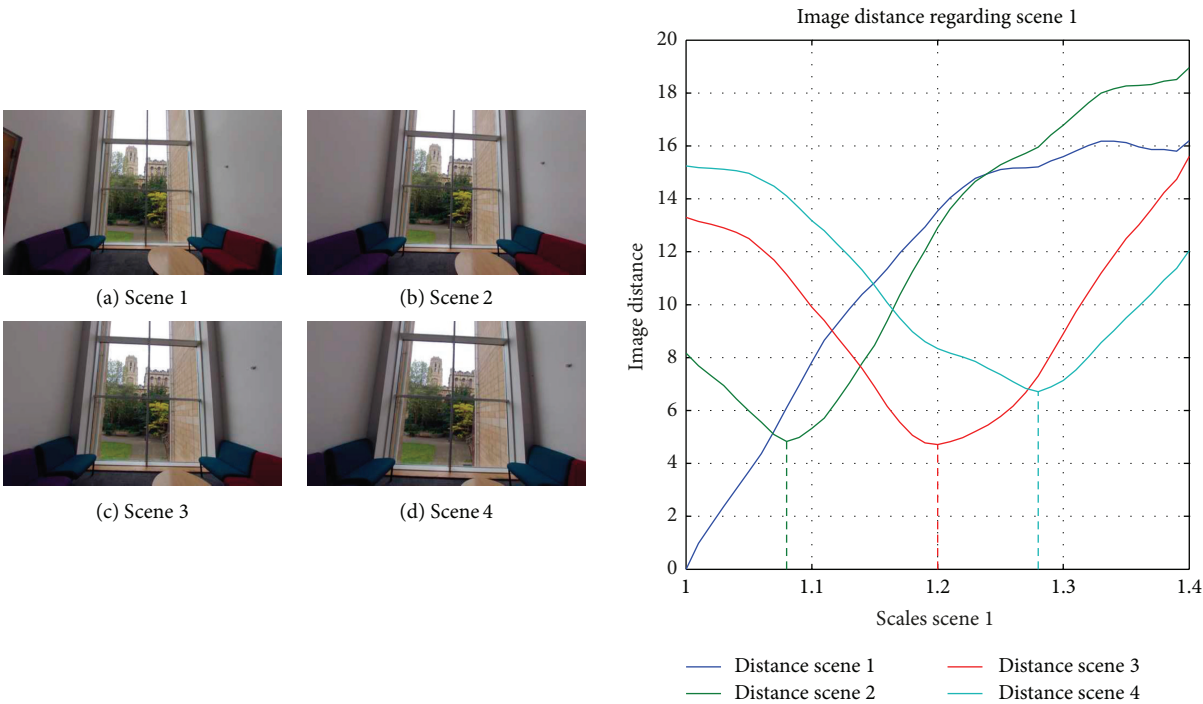 (a) Scene 1
(b) Scene 2
(c) Scene 3
(d) Scene 4
Image distance regarding scene 1
20
18
16
14
12
10
8
6
4
2
0
Image distance
1
1.1
1.2
1.3
1.4
Scales scene 1
Distance scene 1
Distance scene 2
Distance scene 3
Distance scene 4